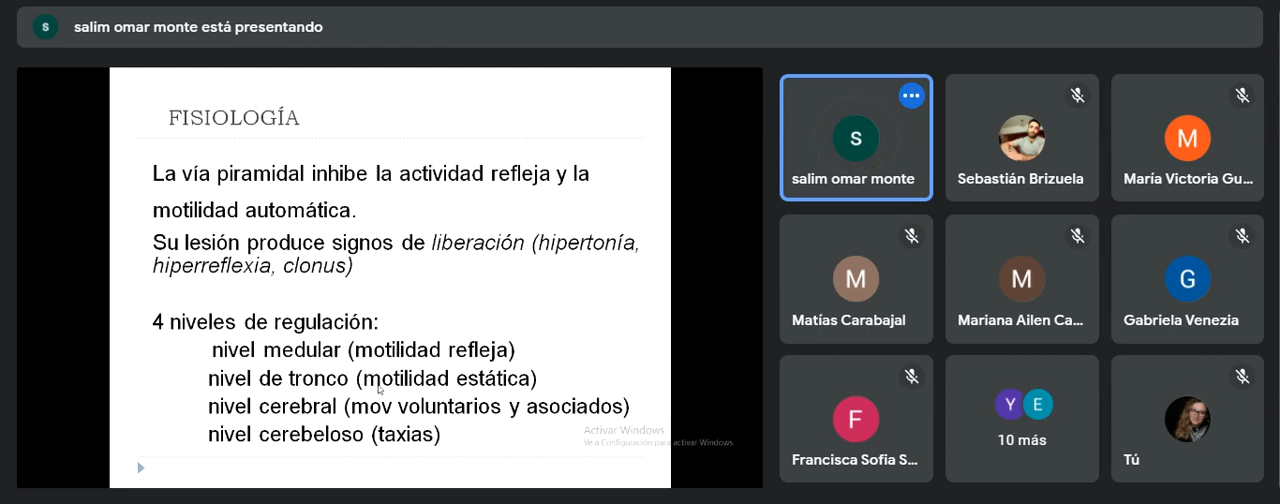 S salim omar monte está presentando
FISIOLOGÍA
La vía piramidal inhibe la actividad refleja y la
motilidad automática.
Su lesión produce signos de liberación (hipertonía,
hiperreflexia, clonus)
4 niveles de regulación:
nivel medular (motilidad refleja)
nivel de tronco (motilidad estática)
nivel cerebral (mov voluntarios y asociados)
nivel cerebeloso (taxias)
Activar Windows
Ve a Configuración para activar Windows.
S
salim omar monte
Sebastián Brizuela
M
María Victoria Gu...
M
Matías Carabajal
M
Mariana Ailen Ca...
G
Gabriela Venezia
F
Francisca Sofia S...
Y E
10 más
Tú